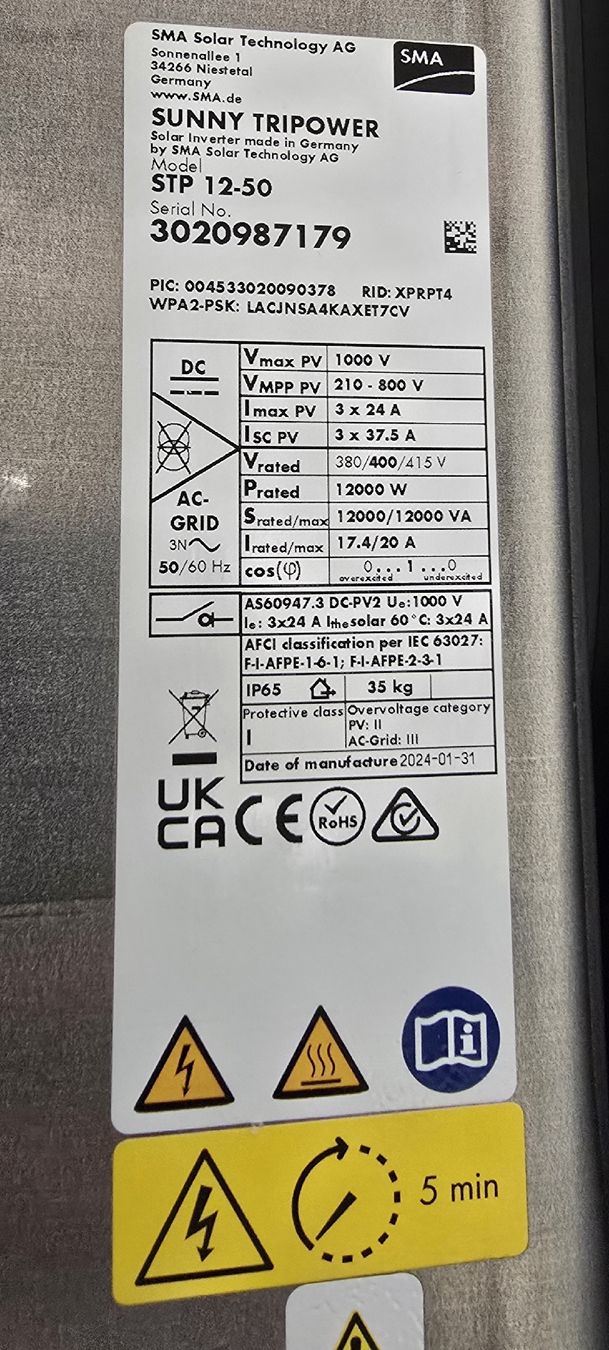 SMA Solar Technology AG
Sonnenallee 1
34266 Niestetal
Germany
www.SMA.de
SMA
SUNNY TRIPOWER
Solar Inverter made in Germany
by SMA Solar Technology AG
Model
STP 12-50
Serial No.
3020987179
PIC: 004533020090378 RID: XPRPT4
WPA2-PSK: LACJNSA4KAXET7CV
DC
Vmax PV 1000 V
VMPP PV 210 - 800 V
Imax PV 3 x 24 A
ISC PV 3 x 37.5 A
AC-
GRID
3N
50/60 Hz
Vrated 380/400/415 V
Prated 12000 W
Srated/max 12000/12000 VA
Irated/max 17.4/20 A
cos(φ) 0...1...0
overexcited underexcited
AS60947.3 DC-PV2 Ue:1000 V
Ie: 3x24 A Ithesolar 60°C: 3x24 A
AFCI classification per IEC 63027:
F-I-AFPE-1-6-1; F-I-AFPE-2-3-1
IP65 35 kg
Protective class Overvoltage category
PV: II
I AC-Grid: III
Date of manufacture 2024-01-31
UK
CA CE RoHS
5 min